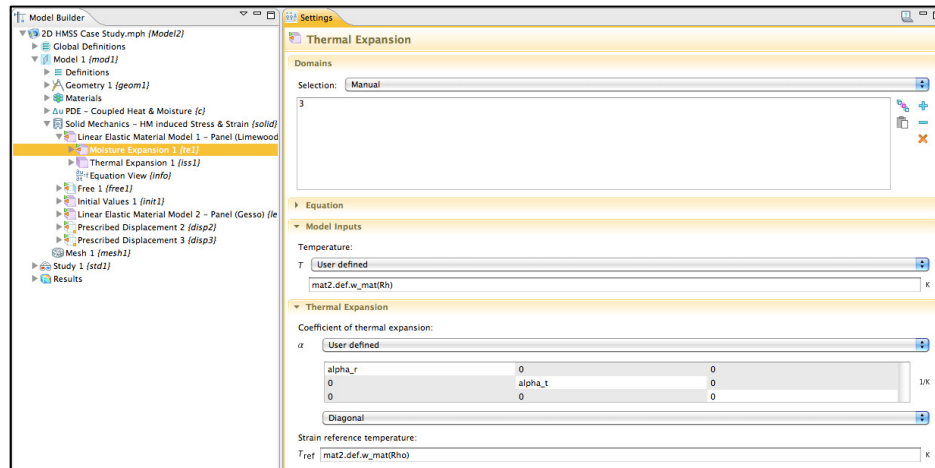 Model Builder
2D HMSS Case Study.mph {Model2}
Global Definitions
Model 1 {mod1}
Definitions
Geometry 1 {geom1}
Materials
Δu PDE - Coupled Heat & Moisture {c}
Solid Mechanics - HM induced Stress & Strain {solid}
Linear Elastic Material Model 1 - Panel (Limewood
Moisture Expansion 1 {te1}
Thermal Expansion 1 {iss1}
Equation View {info}
Free 1 {free1}
Initial Values 1 {init1}
Linear Elastic Material Model 2 - Panel (Gesso) {le
Prescribed Displacement 2 {disp2}
Prescribed Displacement 3 {disp3}
Mesh 1 {mesh1}
Study 1 {std1}
Results
Settings
Thermal Expansion
Domains
Selection: Manual
3
Equation
Model Inputs
Temperature:
T User defined
mat2.def.w_mat(Rh) K
Thermal Expansion
Coefficient of thermal expansion:
α User defined
alpha_r 0 0
0 alpha_t 0 1/K
0 0 0
Diagonal
Strain reference temperature:
Tref mat2.def.w_mat(Rho) K